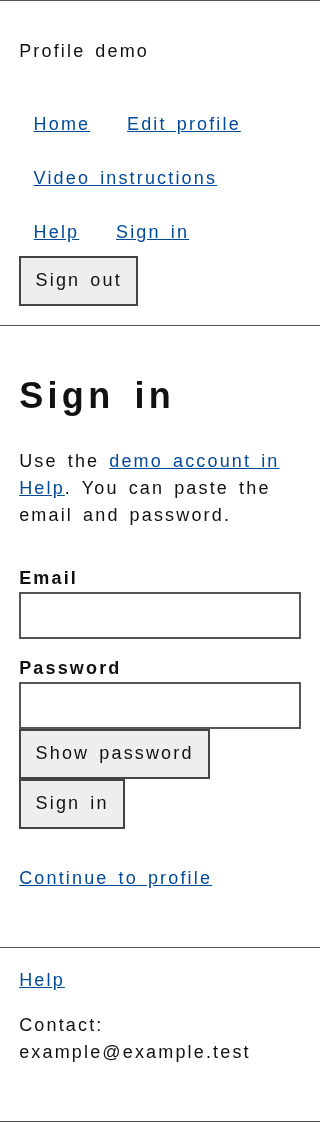 Profile demo
Home Edit profile
Video instructions
Help Sign in
Sign out
Sign in
Use the demo account in
Help. You can paste the
email and password.
Email
Password
Show password
Sign in
Continue to profile
Help
Contact:
example@example.test